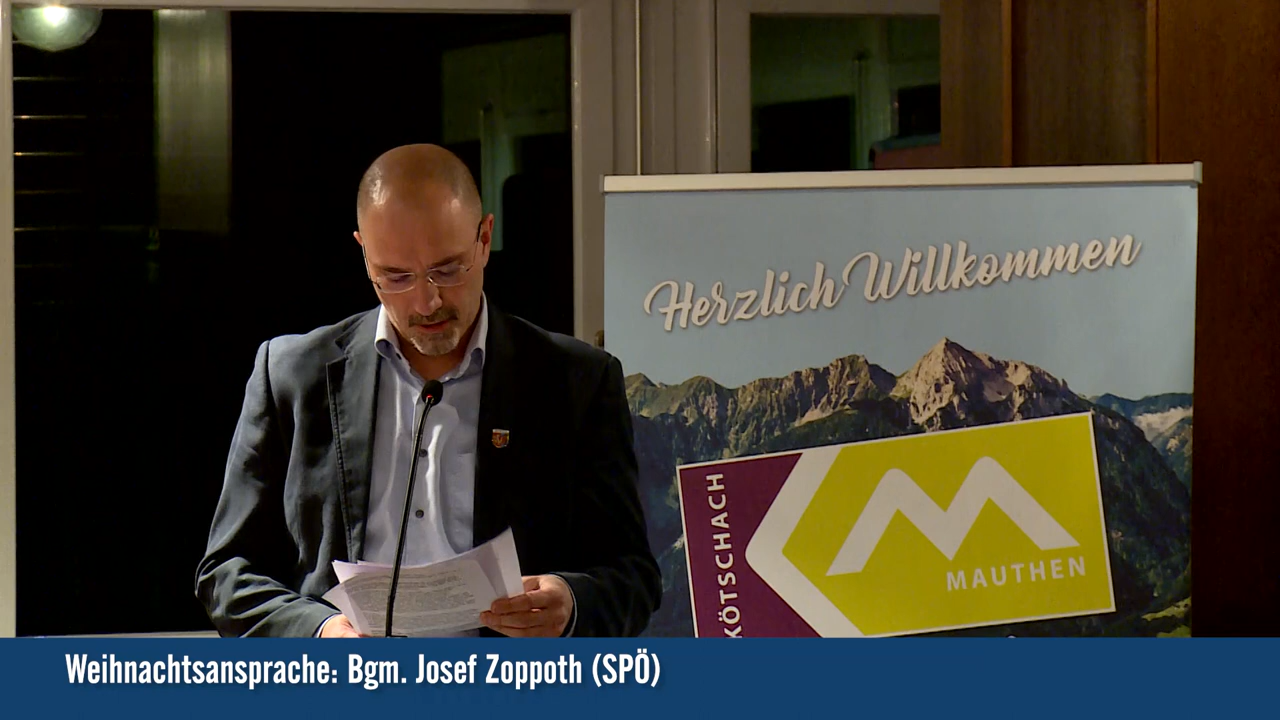 Herzlich Willkommen
KÖTSCHACH
MAUTHEN
Weihnachtsansprache: Bgm. Josef Zoppoth (SPÖ)